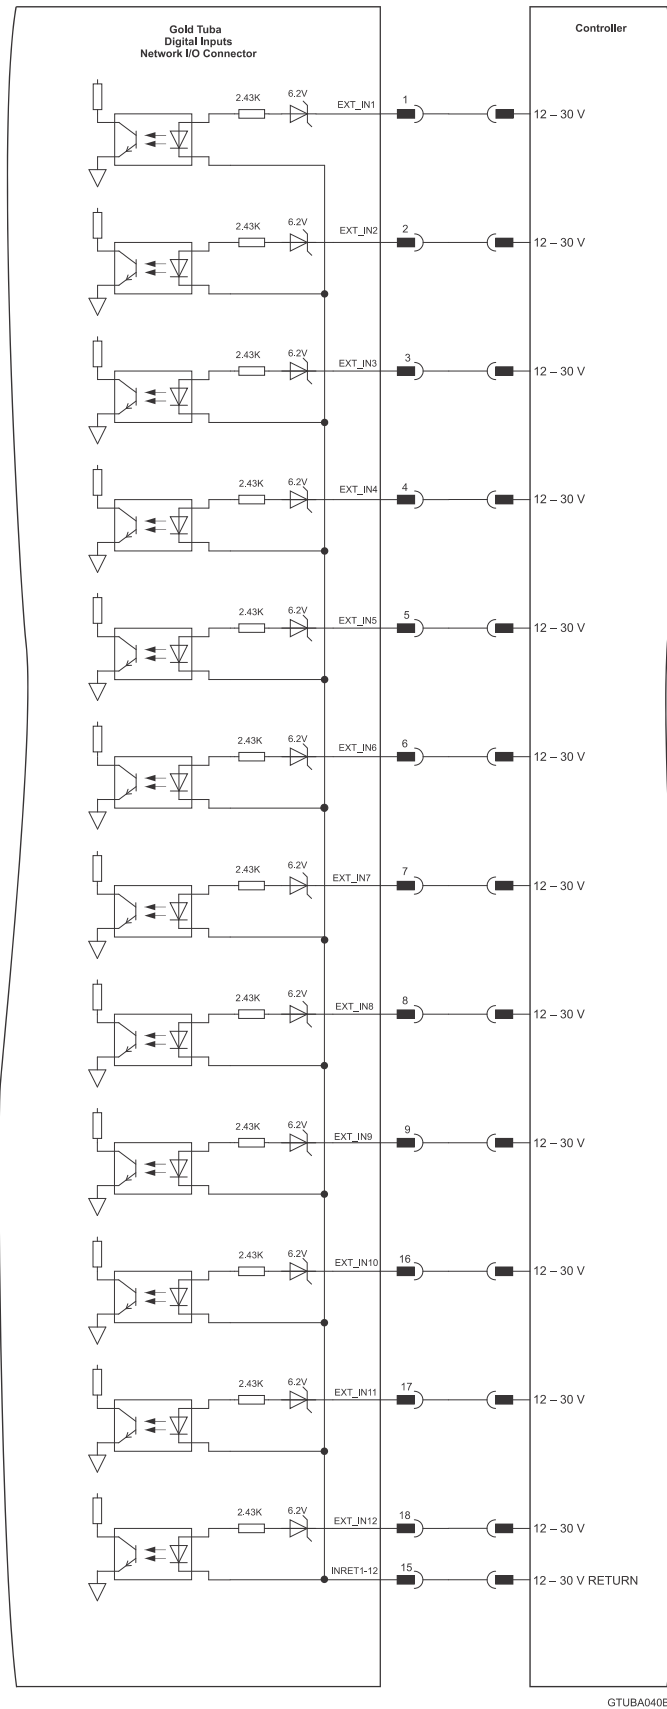 Gold Tuba
Digital Inputs
Network I/O Connector
Controller
2.43K 6.2V EXT_IN1 1 12 – 30 V
2.43K 6.2V EXT_IN2 2 12 – 30 V
2.43K 6.2V EXT_IN3 3 12 – 30 V
2.43K 6.2V EXT_IN4 4 12 – 30 V
2.43K 6.2V EXT_IN5 5 12 – 30 V
2.43K 6.2V EXT_IN6 6 12 – 30 V
2.43K 6.2V EXT_IN7 7 12 – 30 V
2.43K 6.2V EXT_IN8 8 12 – 30 V
2.43K 6.2V EXT_IN9 9 12 – 30 V
2.43K 6.2V EXT_IN10 16 12 – 30 V
2.43K 6.2V EXT_IN11 17 12 – 30 V
2.43K 6.2V EXT_IN12 18 12 – 30 V
INRET1-12 15 12 – 30 V RETURN
GTUBA040B